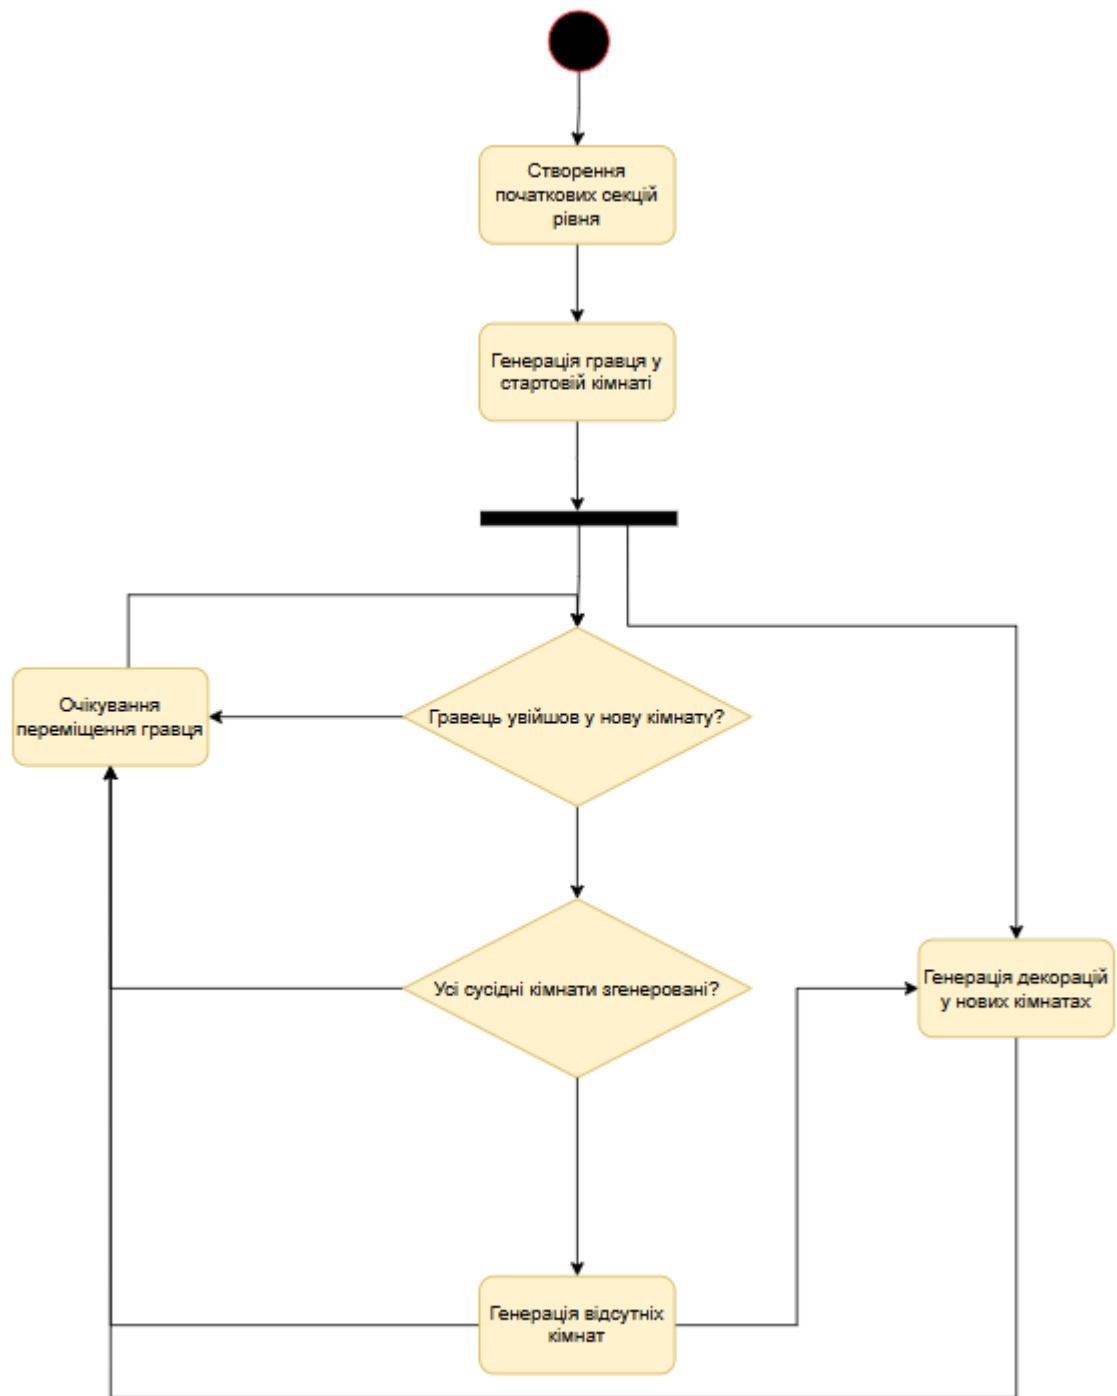 Створення
початкових секцій
рівня
Генерація гравця у
стартовій кімнаті
Очікування
переміщення гравця
Гравець увійшов у нову кімнату?
Усі сусідні кімнати згенеровані?
Генерація декорацій
у нових кімнатах
Генерація відсутніх
кімнат